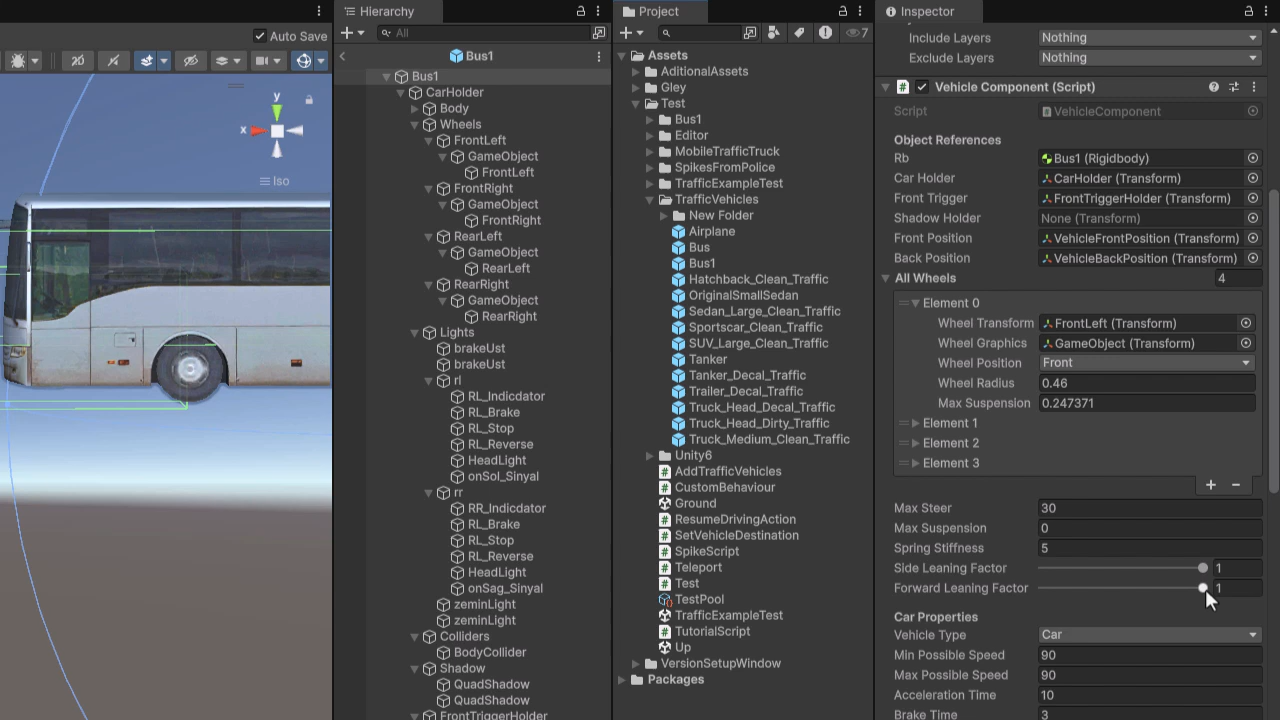 Auto Save
2D
y
x
Iso
Hierarchy
All
Bus1
Bus1
CarHolder
Body
Wheels
FrontLeft
GameObject
FrontLeft
FrontRight
GameObject
FrontRight
RearLeft
GameObject
RearLeft
RearRight
GameObject
RearRight
Lights
brakeUst
brakeUst
rl
RL_Indicdator
RL_Brake
RL_Stop
RL_Reverse
HeadLight
onSol_Sinyal
rr
RR_Indicdator
RL_Brake
RL_Stop
RL_Reverse
HeadLight
onSag_Sinyal
zeminLight
zeminLight
Colliders
BodyCollider
Shadow
QuadShadow
QuadShadow
FrontTriggerHolder
Project
7
Assets
AditionalAssets
Gley
Test
Bus1
Editor
MobileTrafficTruck
SpikesFromPolice
TrafficExampleTest
TrafficVehicles
New Folder
Airplane
Bus
Bus1
Hatchback_Clean_Traffic
OriginalSmallSedan
Sedan_Large_Clean_Traffic
Sportscar_Clean_Traffic
SUV_Large_Clean_Traffic
Tanker
Tanker_Decal_Traffic
Trailer_Decal_Traffic
Truck_Head_Decal_Traffic
Truck_Head_Dirty_Traffic
Truck_Medium_Clean_Traffic
Unity6
AddTrafficVehicles
CustomBehaviour
Ground
ResumeDrivingAction
SetVehicleDestination
SpikeScript
Teleport
Test
TestPool
TrafficExampleTest
TutorialScript
Up
VersionSetupWindow
Packages
Inspector
Include Layers Nothing
Exclude Layers Nothing
Vehicle Component (Script)
Script VehicleComponent
Object References
Rb Bus1 (Rigidbody)
Car Holder CarHolder (Transform)
Front Trigger FrontTriggerHolder (Transform)
Shadow Holder None (Transform)
Front Position VehicleFrontPosition (Transform)
Back Position VehicleBackPosition (Transform)
All Wheels 4
Element 0
Wheel Transform FrontLeft (Transform)
Wheel Graphics GameObject (Transform)
Wheel Position Front
Wheel Radius 0.46
Max Suspension 0.247371
Element 1
Element 2
Element 3
Max Steer 30
Max Suspension 0
Spring Stiffness 5
Side Leaning Factor 1
Forward Leaning Factor 1
Car Properties
Vehicle Type Car
Min Possible Speed 90
Max Possible Speed 90
Acceleration Time 10
Brake Time 3